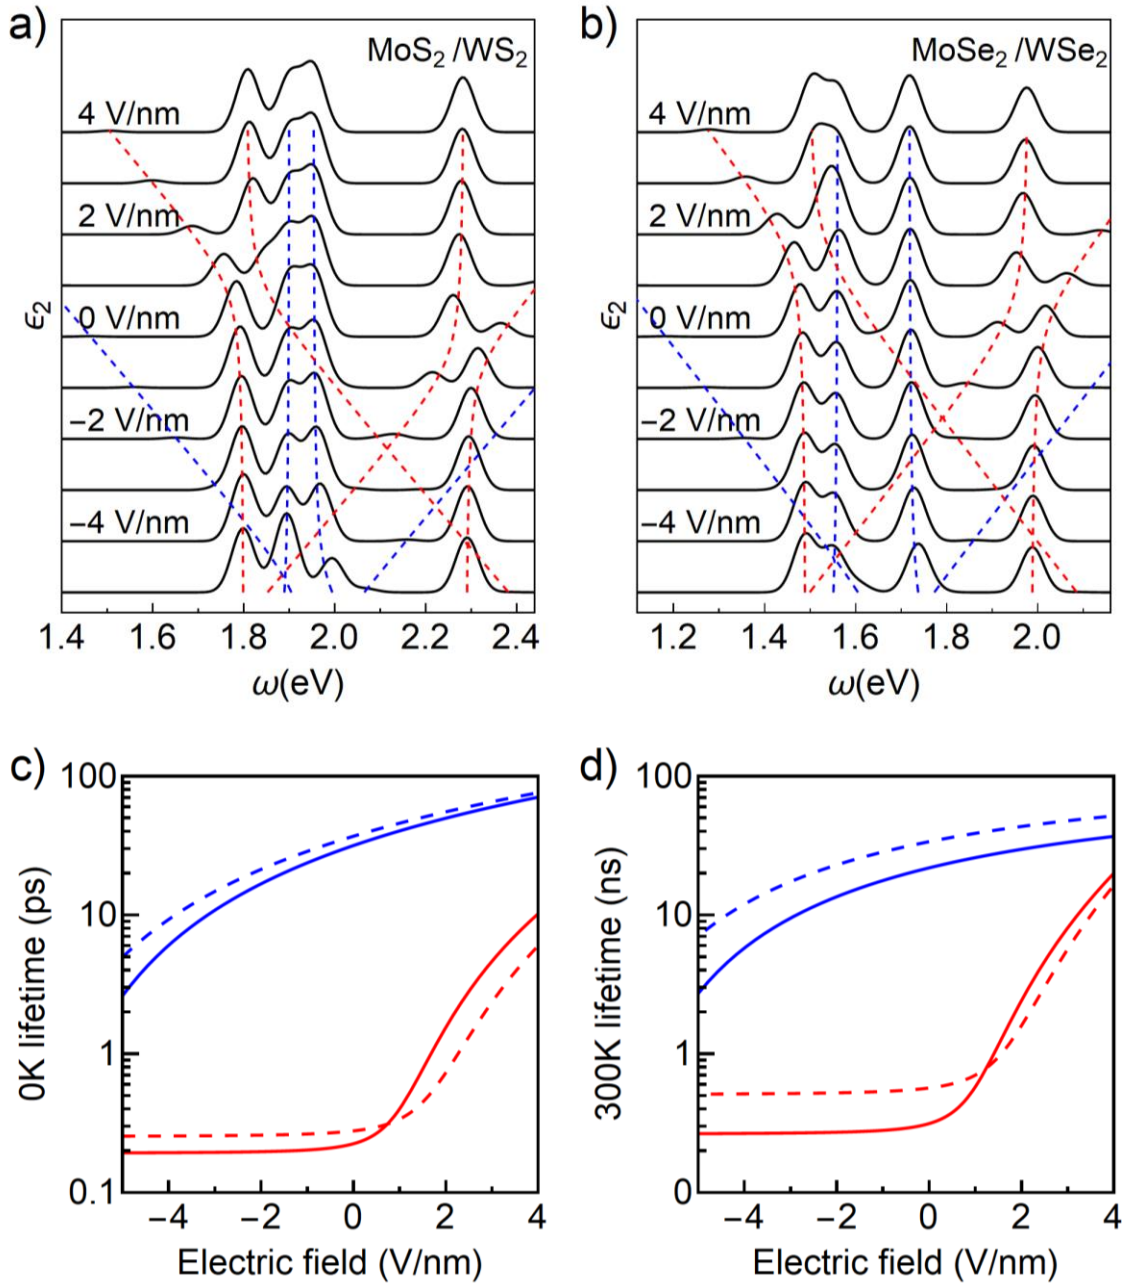 a)
MoS₂ /WS₂
4 V/nm
2 V/nm
0 V/nm
−2 V/nm
−4 V/nm
ϵ₂
1.4 1.6 1.8 2.0 2.2 2.4
ω(eV)
b)
MoSe₂ /WSe₂
4 V/nm
2 V/nm
0 V/nm
−2 V/nm
−4 V/nm
ϵ₂
1.2 1.4 1.6 1.8 2.0
ω(eV)
c)
100
10
1
0.1
0K lifetime (ps)
−4 −2 0 2 4
Electric field (V/nm)
d)
100
10
1
0
300K lifetime (ns)
−4 −2 0 2 4
Electric field (V/nm)